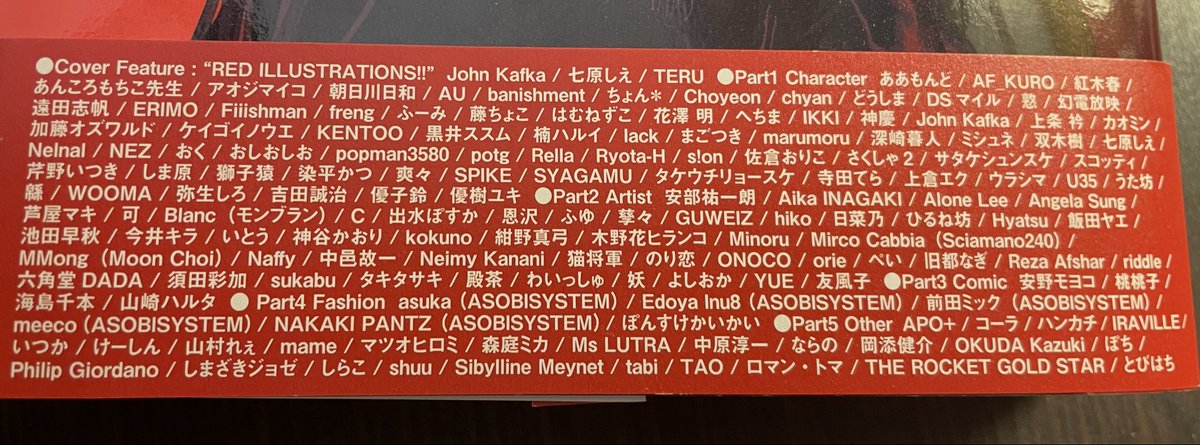 ●Cover Feature : “RED ILLUSTRATIONS!!” John Kafka / 七原しえ / TERU ●Part1 Character ああもんど / AF_KURO / 紅木春 /
あんころもちこ先生 / アオジマイコ / 朝日川日和 / AU / banishment / ちょん＊ / Choyeon / chyan / どうしま / DSマイル / 憨 / 幻電放映 /
遠田志帆 / ERIMO / Fiiishman / freng / ふーみ / 藤ちょこ / はむねずこ / 花澤 明 / へちま / IKKI / 神慶 / John Kafka / 上条 衿 / カオミン /
加藤オズワルド / ケイゴイノウエ / KENTOO / 黒井ススム / 楠ハルイ / lack / まごつき / marumoru / 深崎暮人 / ミシュネ / 双木樹 / 七原しえ /
Nelnal / NEZ / おく / おしおしお / popman3580 / potg / Rella / Ryota-H / s!on / 佐倉おりこ / さくしゃ2 / サタケシュンスケ / スコッティ /
芹野いつき / しま原 / 獅子猿 / 染平かつ / 爽々 / SPIKE / SYAGAMU / タケウチリョースケ / 寺田てら / 上倉エク / ウラシマ / U35 / うた坊 /
緜 / WOOMA / 弥生しろ / 吉田誠治 / 優子鈴 / 優樹ユキ ●Part2 Artist 安部祐一朗 / Aika INAGAKI / Alone Lee / Angela Sung /
芦屋マキ / 可 / Blanc（モンブラン） / C / 出水ぽすか / 恩沢 / ふゆ / 孳々 / GUWEIZ / hiko / 日菜乃 / ひるね坊 / Hyatsu / 飯田ヤエ /
池田早秋 / 今井キラ / いとう / 神谷かおり / kokuno / 紺野真弓 / 木野花ヒランコ / Minoru / Mirco Cabbia（Sciamano240） /
MMong（Moon Choi） / Naffy / 中邑故一 / Neimy Kanani / 猫将軍 / のり恋 / ONOCO / orie / ぺい / 旧都なぎ / Reza Afshar / riddle /
六角堂DADA / 須田彩加 / sukabu / タキタサキ / 殿茶 / わいっしゅ / 妖 / よしおか / YUE / 友風子 ●Part3 Comic 安野モヨコ / 桃桃子 /
海島千本 / 山崎ハルタ ● Part4 Fashion asuka（ASOBISYSTEM） / Edoya Inu8（ASOBISYSTEM） / 前田ミック（ASOBISYSTEM） /
meeco（ASOBISYSTEM） / NAKAKI PANTZ（ASOBISYSTEM） / ぽんすけかいかい ●Part5 Other APO+ / コーラ / ハンカチ / IRAVILLE /
いつか / けーしん / 山村れぇ / mame / マツオヒロミ / 森庭ミカ / Ms LUTRA / 中原淳一 / ならの / 岡添健介 / OKUDA Kazuki / ぽち /
Philip Giordano / しまざきジョゼ / しらこ / shuu / Sibylline Meynet / tabi / TAO / ロマン・トマ / THE ROCKET GOLD STAR / とびはち